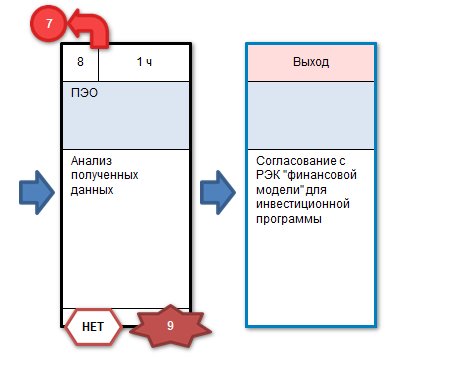 7
8
1 ч
ПЭО
Анализ
полученных
данных
НЕТ
9
Выход
Согласование с
РЭК "финансовой
модели" для
инвестиционной
программы